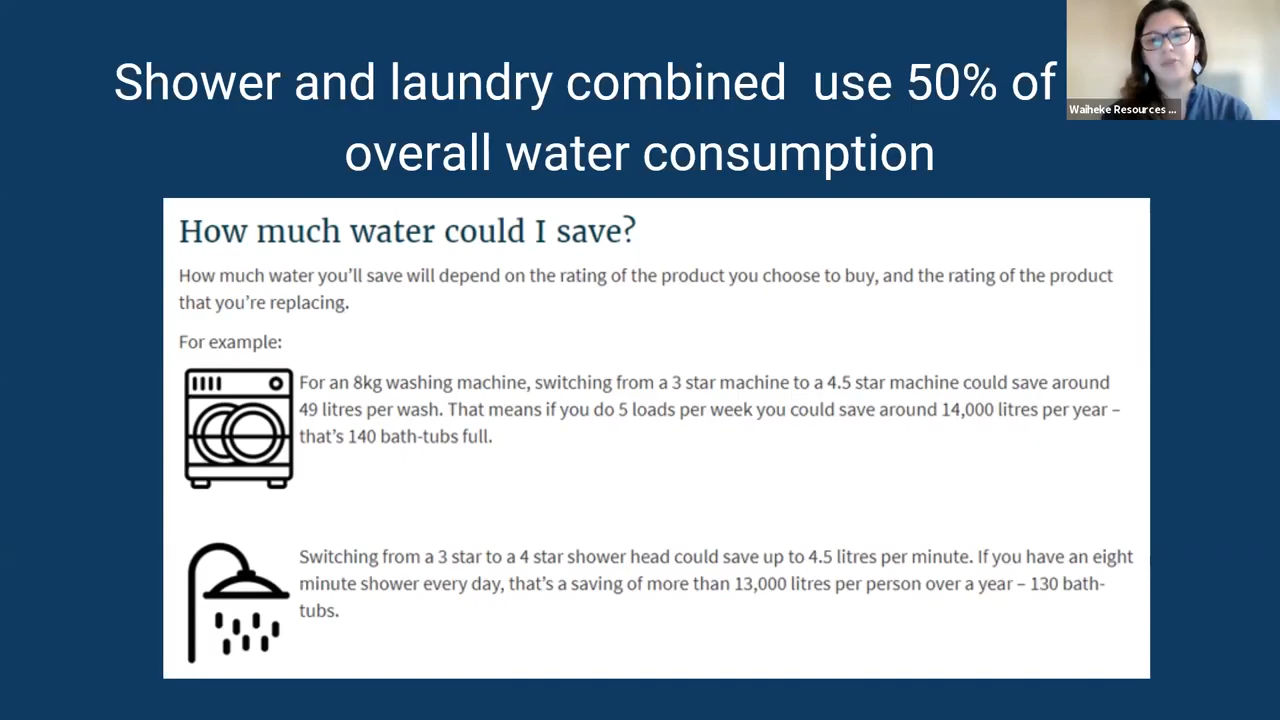 Shower and laundry combined use 50% of
overall water consumption
Waiheke Resources ...
How much water could I save?
How much water you'll save will depend on the rating of the product you choose to buy, and the rating of the product
that you're replacing.
For example:
For an 8kg washing machine, switching from a 3 star machine to a 4.5 star machine could save around
49 litres per wash. That means if you do 5 loads per week you could save around 14,000 litres per year –
that's 140 bath-tubs full.
Switching from a 3 star to a 4 star shower head could save up to 4.5 litres per minute. If you have an eight
minute shower every day, that's a saving of more than 13,000 litres per person over a year – 130 bath-
tubs.